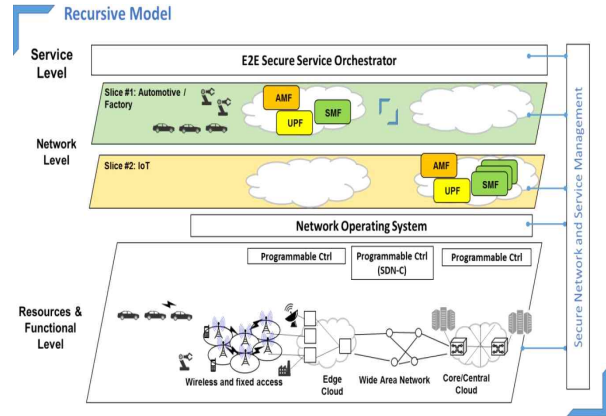 Recursive Model
Service
Level
E2E Secure Service Orchestrator
Slice #1: Automotive /
Factory
AMF
UPF
SMF
Network
Level
Slice #2: IoT
AMF
UPF
SMF
Network Operating System
Programmable Ctrl
Programmable Ctrl
(SDN-C)
Programmable Ctrl
Resources &
Functional
Level
Wireless and fixed access
Edge
Cloud
Wide Area Network
Core/Central
Cloud
Secure Network and Service Management